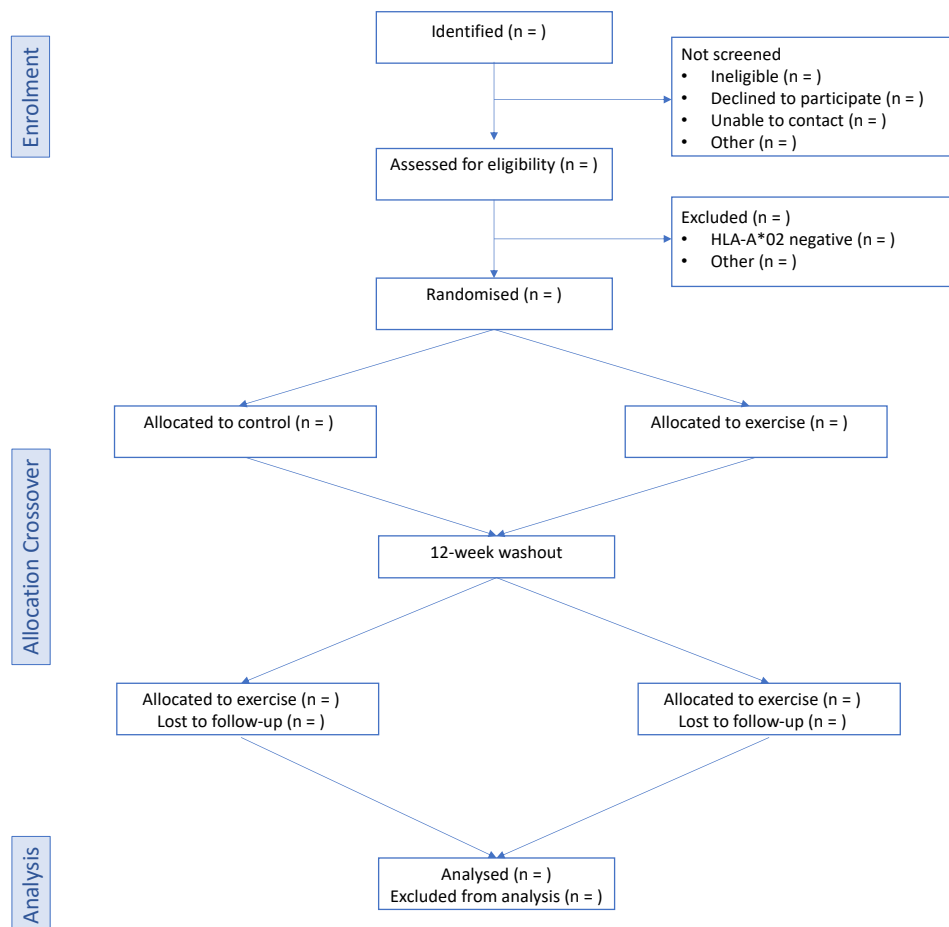 Enrolment
Identified (n = )
Not screened
• Ineligible (n = )
• Declined to participate (n = )
• Unable to contact (n = )
• Other (n = )
Assessed for eligibility (n = )
Excluded (n = )
• HLA-A*02 negative (n = )
• Other (n = )
Randomised (n = )
Allocation Crossover
Allocated to control (n = )
Allocated to exercise (n = )
12-week washout
Allocated to exercise (n = )
Lost to follow-up (n = )
Allocated to exercise (n = )
Lost to follow-up (n = )
Analysis
Analysed (n = )
Excluded from analysis (n = )